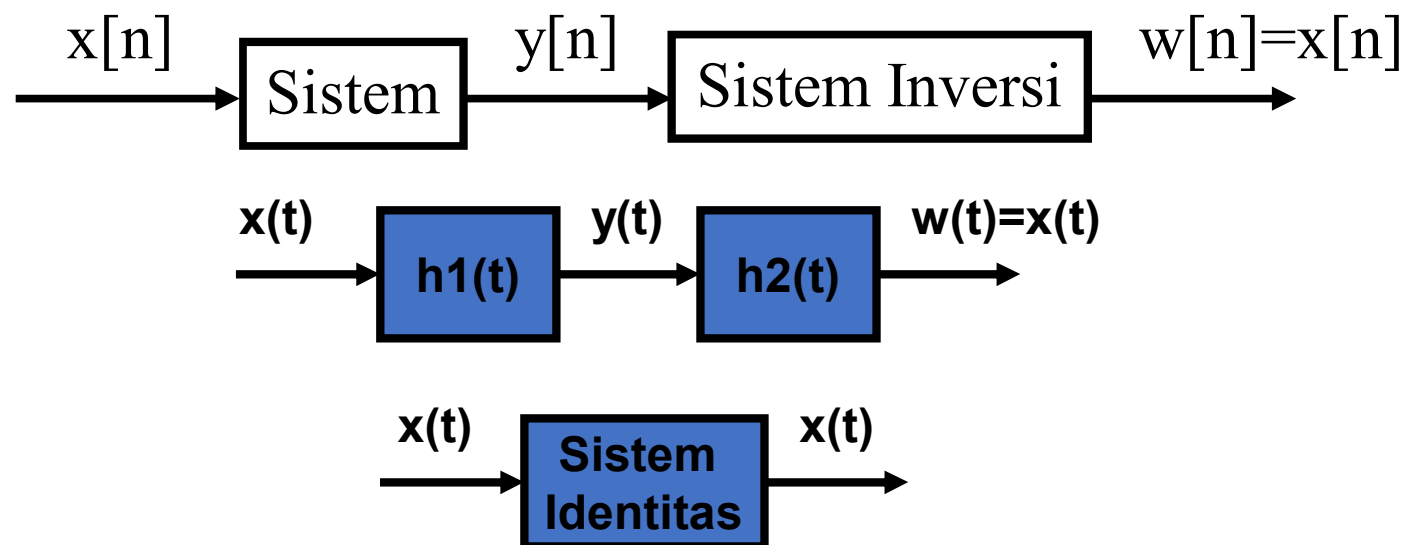 x[n] y[n] w[n]=x[n]
Sistem Sistem Inversi
x(t) y(t) w(t)=x(t)
h1(t) h2(t)
x(t) x(t)
Sistem
Identitas